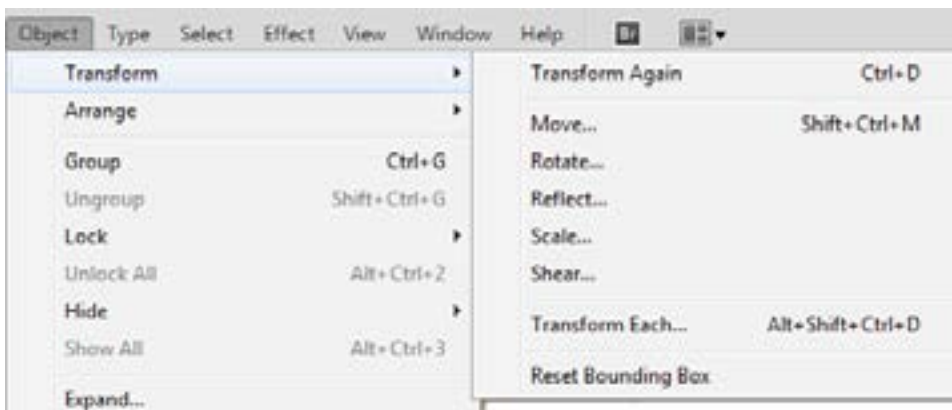 Object Type Select Effect View Window Help Br
Transform
Arrange
Group Ctrl+G
Ungroup Shift+Ctrl+G
Lock
Unlock All Alt+Ctrl+2
Hide
Show All Alt+Ctrl+3
Expand...
Transform Again Ctrl+D
Move... Shift+Ctrl+M
Rotate...
Reflect...
Scale...
Shear...
Transform Each... Alt+Shift+Ctrl+D
Reset Bounding Box